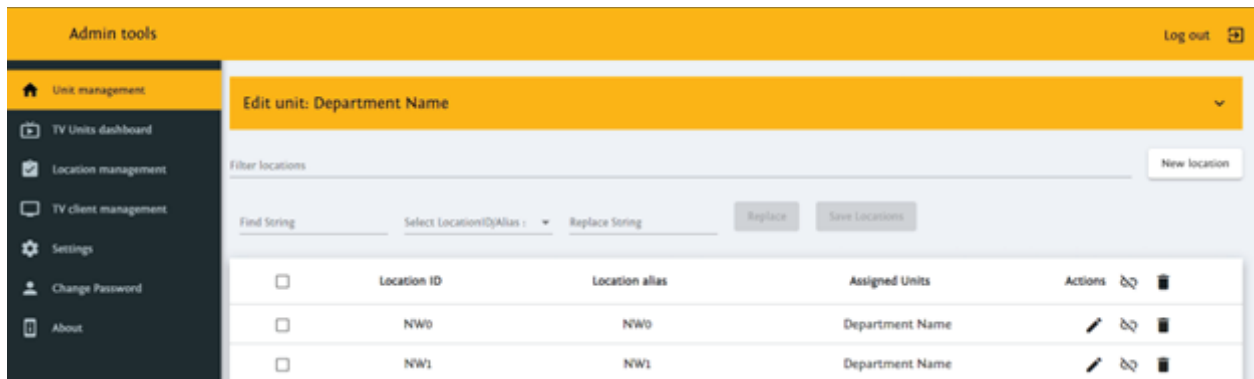 Admin tools
Log out
Unit management
TV Units dashboard
Location management
TV client management
Settings
Change Password
About
Edit unit: Department Name
Filter locations
New location
Find String Select LocationID/Alias : Replace String Replace Save Locations
Location ID Location alias Assigned Units Actions
NW0 NW0 Department Name
NW1 NW1 Department Name